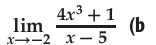 lim x→-2 (4x³ + 1)/(x - 5) (b